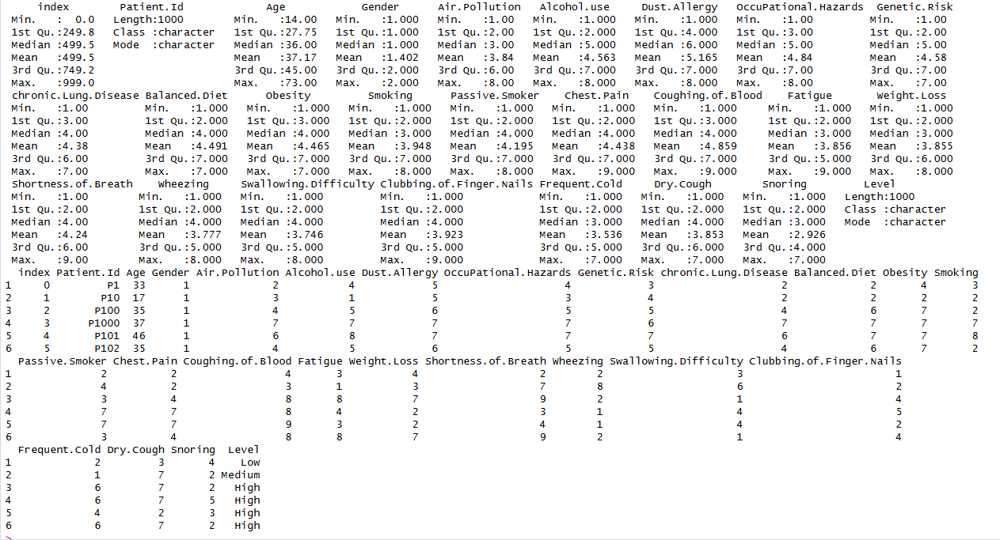 index Patient.Id Age Gender Air.Pollution Alcohol.use Dust.Allergy OccuPational.Hazards Genetic.Risk
Min. : 0.0 Length:1000 Min. :14.00 Min. :1.000 Min. :1.00 Min. :1.000 Min. :1.000 Min. :1.00 Min. :1.00
1st Qu.:249.8 Class :character 1st Qu.:27.75 1st Qu.:1.000 1st Qu.:2.00 1st Qu.:2.000 1st Qu.:4.000 1st Qu.:3.00 1st Qu.:2.00
Median :499.5 Mode :character Median :36.00 Median :1.000 Median :3.00 Median :5.000 Median :6.000 Median :5.00 Median :5.00
Mean :499.5 Mean :37.17 Mean :1.402 Mean :3.84 Mean :4.563 Mean :5.165 Mean :4.84 Mean :4.58
3rd Qu.:749.2 3rd Qu.:45.00 3rd Qu.:2.000 3rd Qu.:6.00 3rd Qu.:7.000 3rd Qu.:7.000 3rd Qu.:7.00 3rd Qu.:7.00
Max. :999.0 Max. :73.00 Max. :2.000 Max. :8.00 Max. :8.000 Max. :8.000 Max. :8.00 Max. :7.00
chronic.Lung.Disease Balanced.Diet Obesity Smoking Passive.Smoker Chest.Pain Coughing.of.Blood Fatigue Weight.Loss
Min. :1.00 Min. :1.000 Min. :1.000 Min. :1.000 Min. :1.000 Min. :1.000 Min. :1.000 Min. :1.000 Min. :1.000
1st Qu.:3.00 1st Qu.:2.000 1st Qu.:3.000 1st Qu.:2.000 1st Qu.:2.000 1st Qu.:2.000 1st Qu.:3.000 1st Qu.:2.000 1st Qu.:2.000
Median :4.00 Median :4.000 Median :4.000 Median :3.000 Median :4.000 Median :4.000 Median :4.000 Median :3.000 Median :3.000
Mean :4.38 Mean :4.491 Mean :4.465 Mean :3.948 Mean :4.195 Mean :4.438 Mean :4.859 Mean :3.856 Mean :3.855
3rd Qu.:6.00 3rd Qu.:7.000 3rd Qu.:7.000 3rd Qu.:7.000 3rd Qu.:7.000 3rd Qu.:7.000 3rd Qu.:7.000 3rd Qu.:5.000 3rd Qu.:6.000
Max. :7.00 Max. :7.000 Max. :7.000 Max. :8.000 Max. :8.000 Max. :9.000 Max. :9.000 Max. :9.000 Max. :8.000
Shortness.of.Breath Wheezing Swallowing.Difficulty Clubbing.of.Finger.Nails Frequent.Cold Dry.Cough Snoring Level
Min. :1.00 Min. :1.000 Min. :1.000 Min. :1.000 Min. :1.000 Min. :1.000 Min. :1.000 Length:1000
1st Qu.:2.00 1st Qu.:2.000 1st Qu.:2.000 1st Qu.:2.000 1st Qu.:2.000 1st Qu.:2.000 1st Qu.:2.000 Class :character
Median :4.00 Median :4.000 Median :4.000 Median :4.000 Median :3.000 Median :4.000 Median :3.000 Mode :character
Mean :4.24 Mean :3.777 Mean :3.746 Mean :3.923 Mean :3.536 Mean :3.853 Mean :2.926
3rd Qu.:6.00 3rd Qu.:5.000 3rd Qu.:5.000 3rd Qu.:5.000 3rd Qu.:5.000 3rd Qu.:6.000 3rd Qu.:4.000
Max. :9.00 Max. :8.000 Max. :8.000 Max. :9.000 Max. :7.000 Max. :7.000 Max. :7.000
index Patient.Id Age Gender Air.Pollution Alcohol.use Dust.Allergy OccuPational.Hazards Genetic.Risk chronic.Lung.Disease Balanced.Diet Obesity Smoking
1 0 P1 33 1 2 4 5 4 3 2 2 4 3
2 1 P10 17 1 3 1 5 3 4 2 2 2 2
3 2 P100 35 1 4 5 6 5 5 4 6 7 2
4 3 P1000 37 1 7 7 7 7 6 7 7 7 7
5 4 P101 46 1 6 8 7 7 7 6 7 7 8
6 5 P102 35 1 4 5 6 5 5 4 6 7 2
Passive.Smoker Chest.Pain Coughing.of.Blood Fatigue Weight.Loss Shortness.of.Breath Wheezing Swallowing.Difficulty Clubbing.of.Finger.Nails
1 2 2 4 3 4 2 2 3 1
2 4 2 3 1 3 7 8 6 2
3 3 4 8 8 7 9 2 1 4
4 7 7 8 4 2 3 1 4 5
5 7 7 9 3 2 4 1 4 2
6 3 4 8 8 7 9 2 1 4
Frequent.Cold Dry.Cough Snoring Level
1 2 3 4 Low
2 1 7 2 Medium
3 6 7 2 High
4 6 7 5 High
5 4 2 3 High
6 6 7 2 High